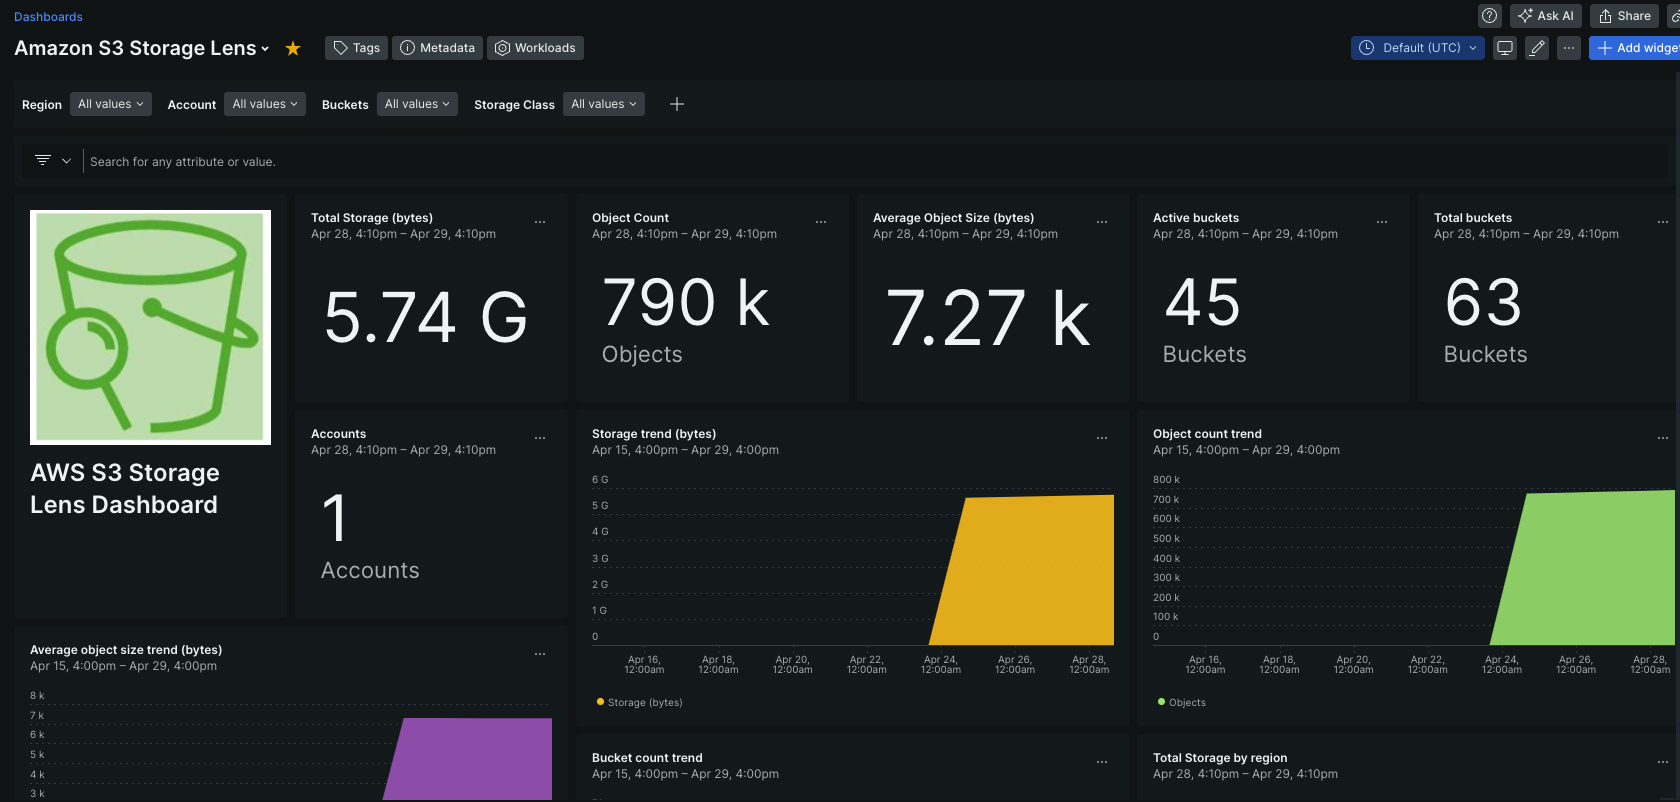 Dashboards
Ask AI
Share
Amazon S3 Storage Lens
Tags
Metadata
Workloads
Default (UTC)
Add widget
Region
All values
Account
All values
Buckets
All values
Storage Class
All values
Search for any attribute or value.
AWS S3 Storage
Lens Dashboard
Total Storage (bytes)
Apr 28, 4:10pm – Apr 29, 4:10pm
5.74 G
Object Count
Apr 28, 4:10pm – Apr 29, 4:10pm
790 k
Objects
Average Object Size (bytes)
Apr 28, 4:10pm – Apr 29, 4:10pm
7.27 k
Active buckets
Apr 28, 4:10pm – Apr 29, 4:10pm
45
Buckets
Total buckets
Apr 28, 4:10pm – Apr 29, 4:10pm
63
Buckets
Accounts
Apr 28, 4:10pm – Apr 29, 4:10pm
1
Accounts
Storage trend (bytes)
Apr 15, 4:00pm – Apr 29, 4:00pm
6 G
5 G
4 G
3 G
2 G
1 G
0
Apr 16, 12:00am
Apr 18, 12:00am
Apr 20, 12:00am
Apr 22, 12:00am
Apr 24, 12:00am
Apr 26, 12:00am
Apr 28, 12:00am
Storage (bytes)
Object count trend
Apr 15, 4:00pm – Apr 29, 4:00pm
800 k
700 k
600 k
500 k
400 k
300 k
200 k
100 k
0
Apr 16, 12:00am
Apr 18, 12:00am
Apr 20, 12:00am
Apr 22, 12:00am
Apr 24, 12:00am
Apr 26, 12:00am
Apr 28, 12:00am
Objects
Average object size trend (bytes)
Apr 15, 4:00pm – Apr 29, 4:00pm
8 k
7 k
6 k
5 k
4 k
3 k
Bucket count trend
Apr 15, 4:00pm – Apr 29, 4:00pm
Total Storage by region
Apr 28, 4:10pm – Apr 29, 4:10pm